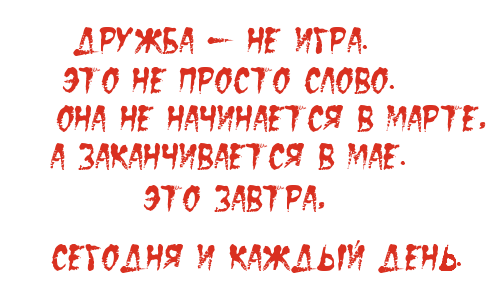 ДРУЖБА – НЕ ИГРА.
ЭТО НЕ ПРОСТО СЛОВО.
ОНА НЕ НАЧИНАЕТСЯ В МАРТЕ,
А ЗАКАНЧИВАЕТСЯ В МАЕ.
ЭТО ЗАВТРА,
СЕГОДНЯ И КАЖДЫЙ ДЕНЬ.